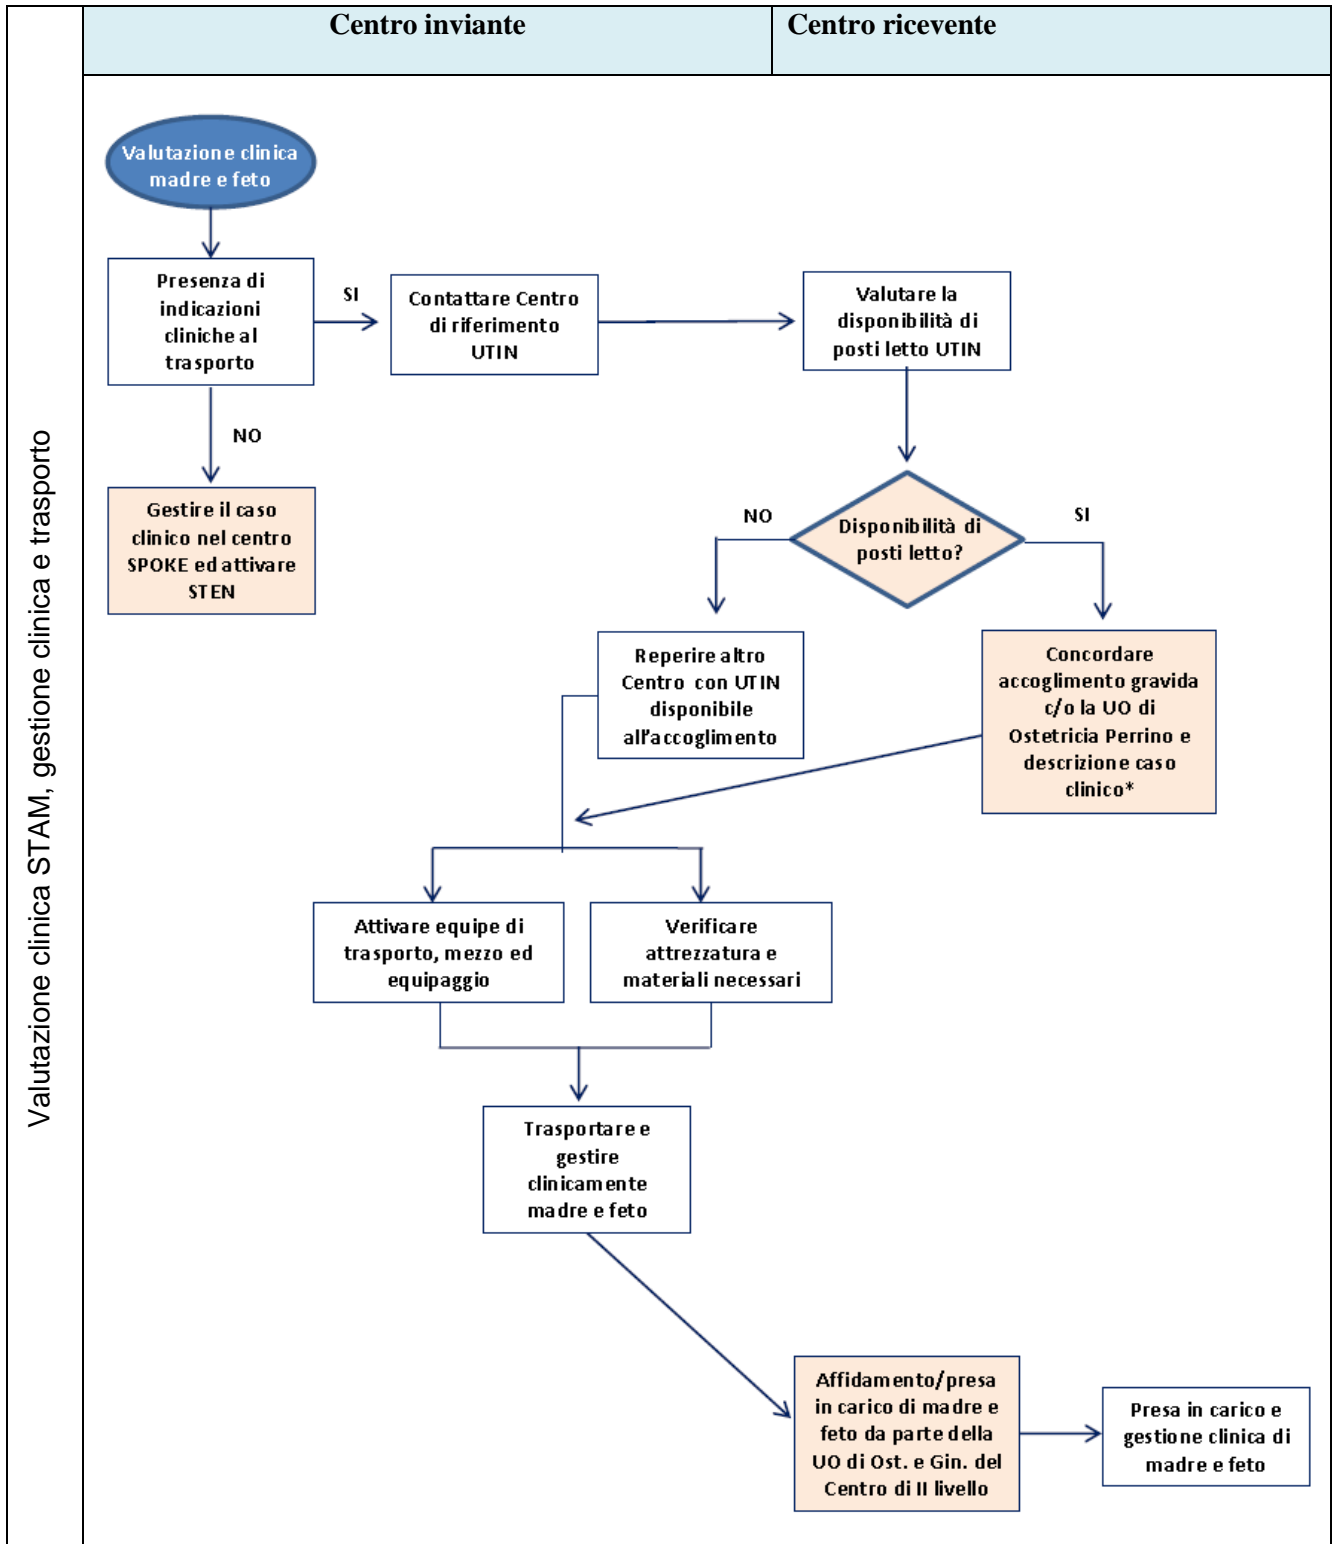 Centro inviante
Centro ricevente
Valutazione clinica STAM, gestione clinica e trasporto
Valutazione clinica
madre e feto
Presenza di
indicazioni
cliniche al
trasporto
SI
Contattare Centro
di riferimento
UTIN
Valutare la
disponibilità di
posti letto UTIN
NO
Gestire il caso
clinico nel centro
SPOKE ed attivare
STEN
Disponibilità di
posti letto?
NO
SI
Reperire altro
Centro con UTIN
disponibile
all'accoglimento
Concordare
accoglimento gravida
c/o la UO di
Ostetricia Perrino e
descrizione caso
clinico*
Attivare equipe di
trasporto, mezzo ed
equipaggio
Verificare
attrezzatura e
materiali necessari
Trasportare e
gestire
clinicamente
madre e feto
Affidamento/presa
in carico di madre e
feto da parte della
UO di Ost. e Gin. del
Centro di II livello
Presa in carico e
gestione clinica di
madre e feto